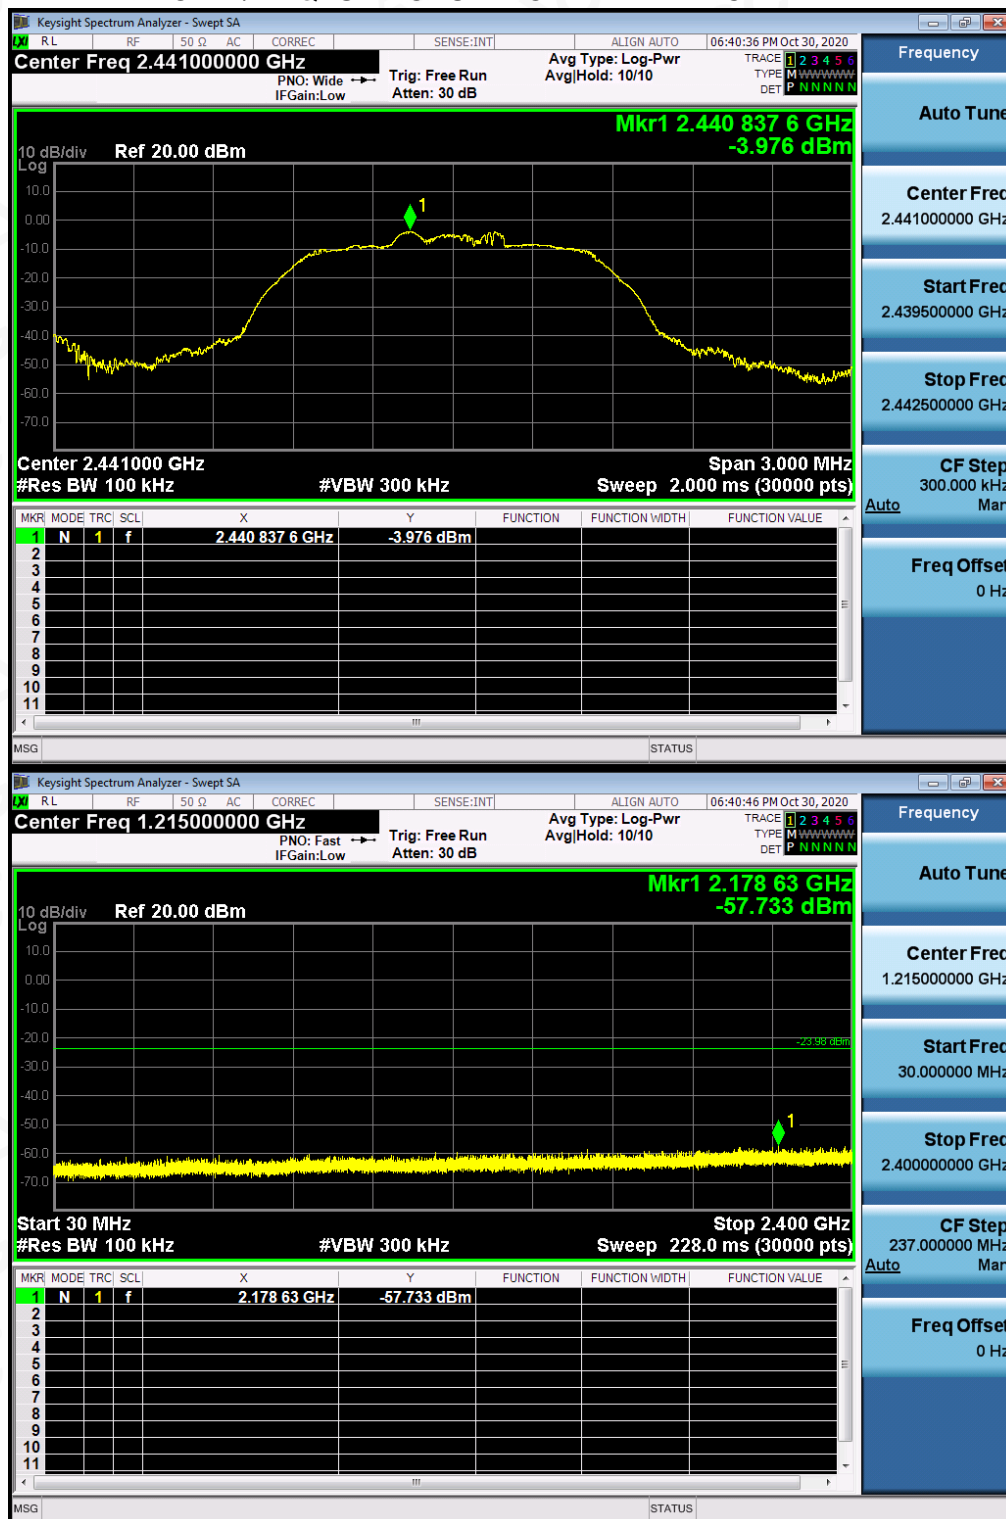 Keysight Spectrum Analyzer - Swept SA
LXI RL RF 50 Ω AC CORREC SENSE:INT ALIGN AUTO 06:40:36 PM Oct 30, 2020
Center Freq 2.441000000 GHz
PNO: Wide
IFGain:Low
Trig: Free Run
Atten: 30 dB
Avg Type: Log-Pwr
Avg|Hold: 10/10
TRACE 1 2 3 4 5 6
TYPE M WWWWW
DET P N N N N N
Mkr1 2.440 837 6 GHz
-3.976 dBm
10 dB/div Ref 20.00 dBm
Log
10.0
0.00
-10.0
-20.0
-30.0
-40.0
-50.0
-60.0
-70.0
1
Center 2.441000 GHz Span 3.000 MHz
#Res BW 100 kHz #VBW 300 kHz Sweep 2.000 ms (30000 pts)
MKR MODE TRC SCL X Y FUNCTION FUNCTION WIDTH FUNCTION VALUE
1 N 1 f 2.440 837 6 GHz -3.976 dBm
2
3
4
5
6
7
8
9
10
11
MSG STATUS
Frequency
Auto Tune
Center Freq
2.441000000 GHz
Start Freq
2.439500000 GHz
Stop Freq
2.442500000 GHz
CF Step
300.000 kHz
Auto Man
Freq Offset
0 Hz
Keysight Spectrum Analyzer - Swept SA
LXI RL RF 50 Ω AC CORREC SENSE:INT ALIGN AUTO 06:40:46 PM Oct 30, 2020
Center Freq 1.215000000 GHz
PNO: Fast
IFGain:Low
Trig: Free Run
Atten: 30 dB
Avg Type: Log-Pwr
Avg|Hold: 10/10
TRACE 1 2 3 4 5 6
TYPE M WWWWW
DET P N N N N N
Mkr1 2.178 63 GHz
-57.733 dBm
10 dB/div Ref 20.00 dBm
Log
10.0
0.00
-10.0
-20.0
-30.0
-40.0
-50.0
-60.0
-70.0
-23.98 dBm
1
Start 30 MHz Stop 2.400 GHz
#Res BW 100 kHz #VBW 300 kHz Sweep 228.0 ms (30000 pts)
MKR MODE TRC SCL X Y FUNCTION FUNCTION WIDTH FUNCTION VALUE
1 N 1 f 2.178 63 GHz -57.733 dBm
2
3
4
5
6
7
8
9
10
11
MSG STATUS
Frequency
Auto Tune
Center Freq
1.215000000 GHz
Start Freq
30.000000 MHz
Stop Freq
2.400000000 GHz
CF Step
237.000000 MHz
Auto Man
Freq Offset
0 Hz